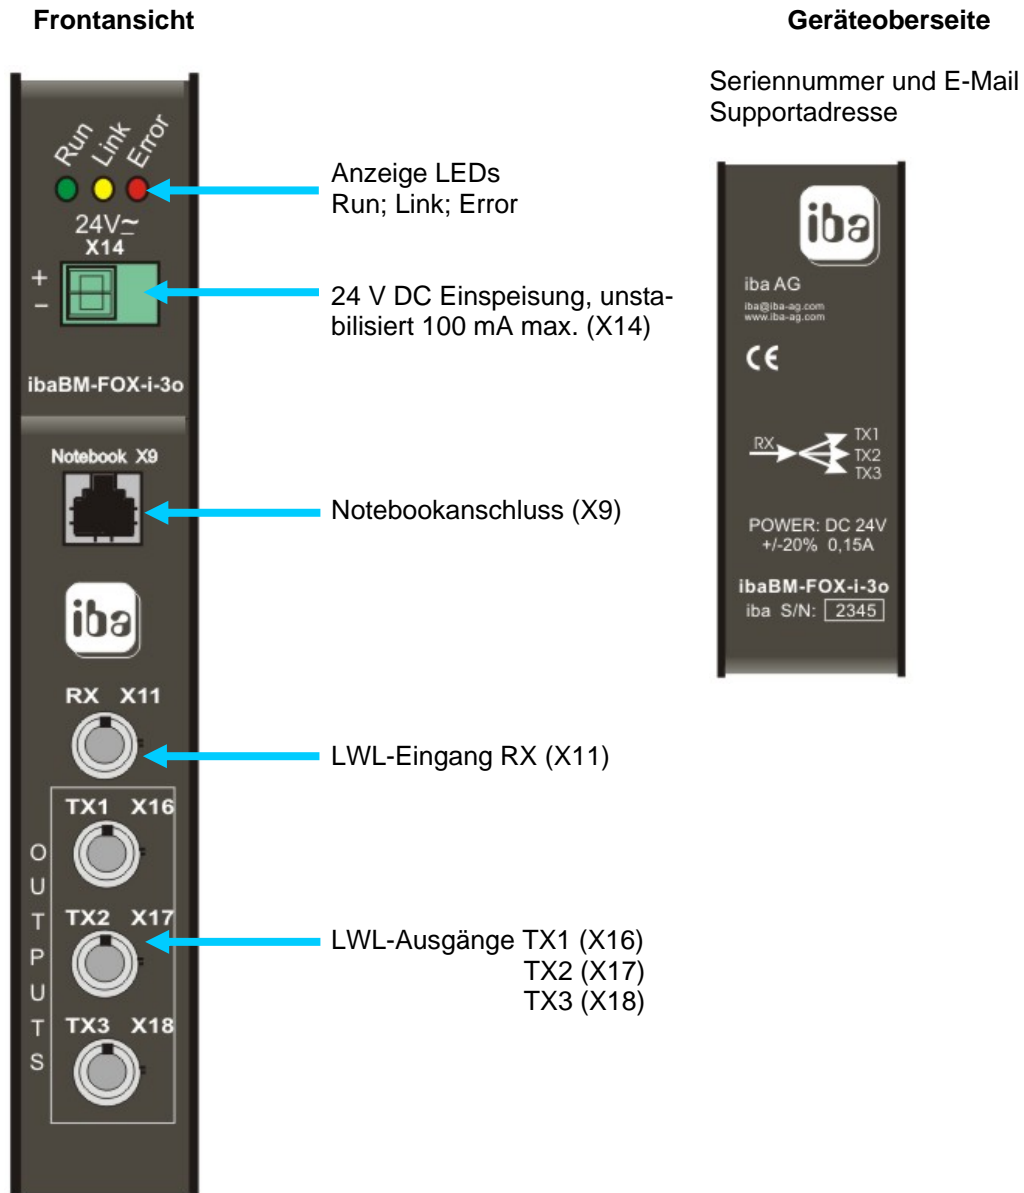 Frontansicht
Run Link Error
24V⎓
X14
+
–
ibaBM-FOX-i-3o
Notebook X9
iba
RX X11
TX1 X16
TX2 X17
TX3 X18
OUTPUTS
Anzeige LEDs
Run; Link; Error
24 V DC Einspeisung, unsta-
bilisiert 100 mA max. (X14)
Notebookanschluss (X9)
LWL-Eingang RX (X11)
LWL-Ausgänge TX1 (X16)
TX2 (X17)
TX3 (X18)
Geräteoberseite
Seriennummer und E-Mail
Supportadresse
iba
iba AG
iba@iba-ag.com
www.iba-ag.com
CE
RX TX1
TX2
TX3
POWER: DC 24V
+/-20% 0,15A
ibaBM-FOX-i-3o
iba S/N: 2345